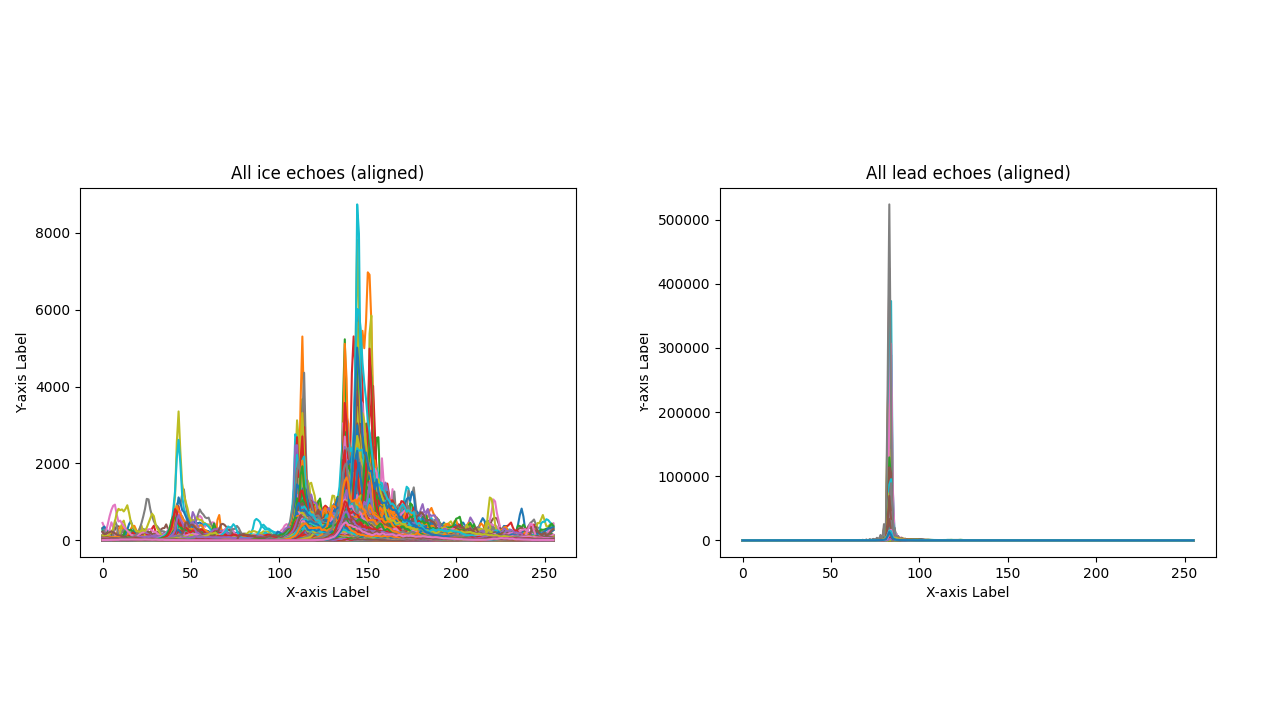 All ice echoes (aligned)
8000
6000
4000
2000
0
Y-axis Label
0 50 100 150 200 250
X-axis Label
All lead echoes (aligned)
500000
400000
300000
200000
100000
0
Y-axis Label
0 50 100 150 200 250
X-axis Label